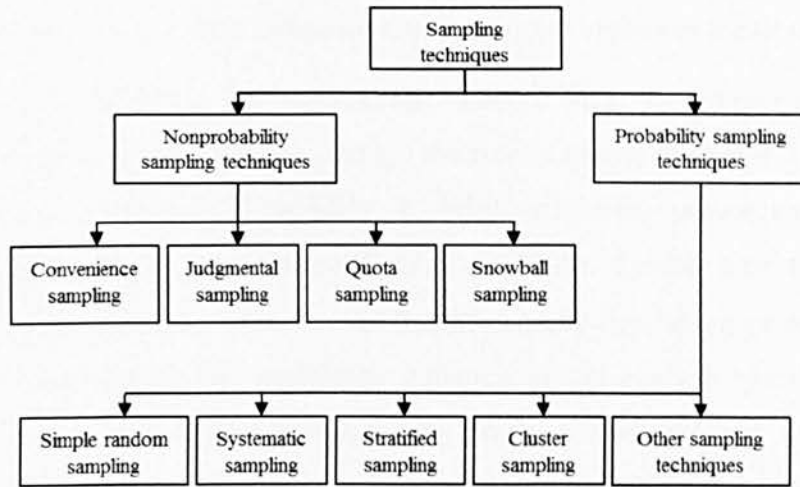 Sampling
techniques
Nonprobability
sampling techniques
Probability sampling
techniques
Convenience
sampling
Judgmental
sampling
Quota
sampling
Snowball
sampling
Simple random
sampling
Systematic
sampling
Stratified
sampling
Cluster
sampling
Other sampling
techniques